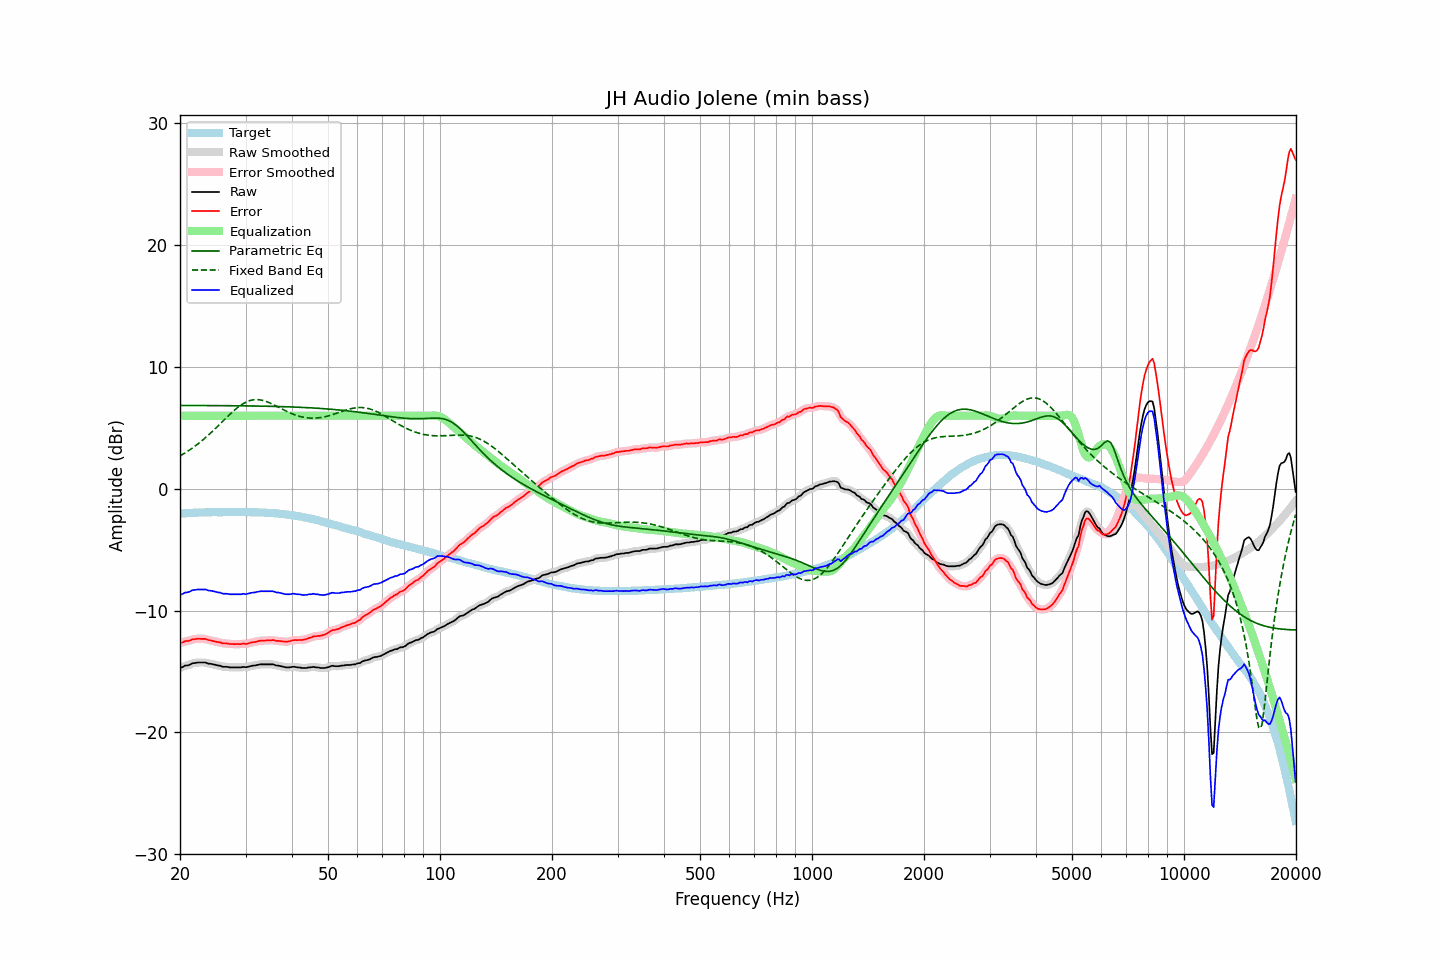 JH Audio Jolene (min bass)
Amplitude (dBr)
30
20
10
0
−10
−20
−30
Target
Raw Smoothed
Error Smoothed
Raw
Error
Equalization
Parametric Eq
Fixed Band Eq
Equalized
20 50 100 200 500 1000 2000 5000 10000 20000
Frequency (Hz)